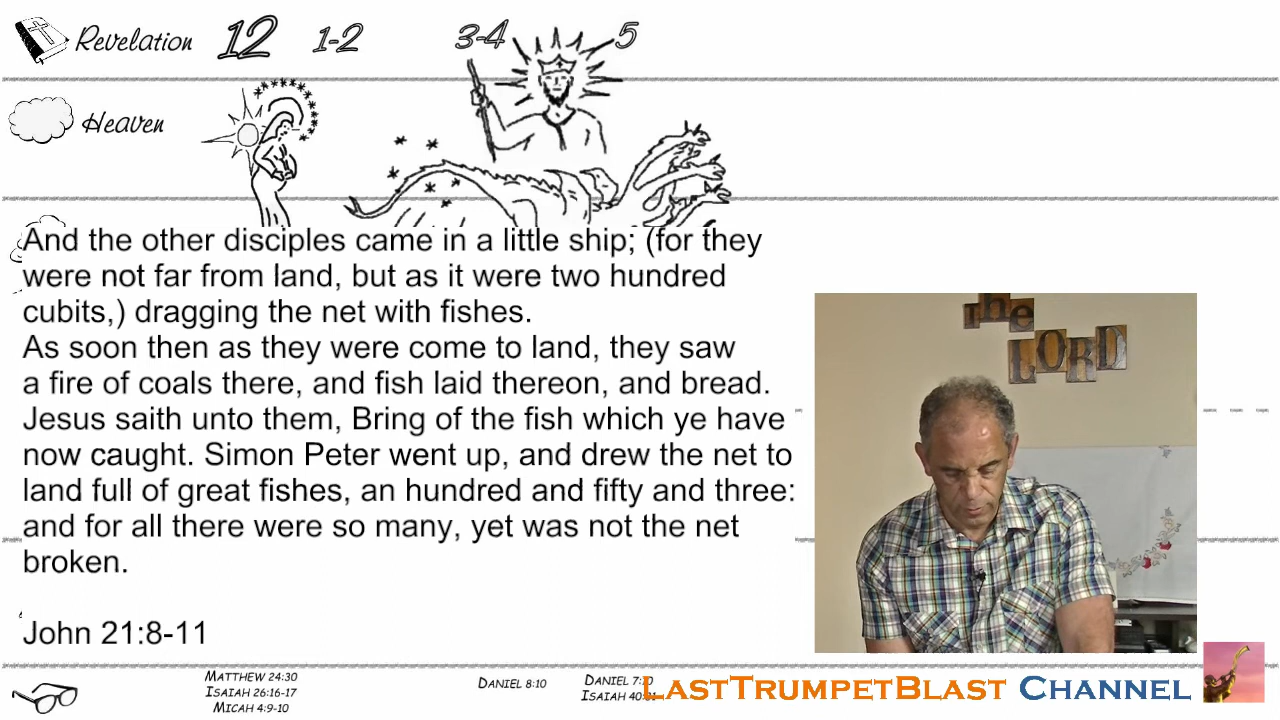 Revelation 12 1-2 3-4 5
Heaven
And the other disciples came in a little ship; (for they
were not far from land, but as it were two hundred
cubits,) dragging the net with fishes.
As soon then as they were come to land, they saw
a fire of coals there, and fish laid thereon, and bread.
Jesus saith unto them, Bring of the fish which ye have
now caught. Simon Peter went up, and drew the net to
land full of great fishes, an hundred and fifty and three:
and for all there were so many, yet was not the net
broken.
John 21:8-11
The
LORD
MATTHEW 24:30
ISAIAH 26:16-17
MICAH 4:9-10
DANIEL 8:10
DANIEL
ISAIAH
LASTTRUMPETBLAST CHANNEL